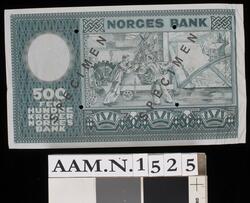 NORGES BANK
SPECIMEN
SPECIMEN
500
FEM
HUNDRE
KRONER
NORGES
BANK
AAM.N.1525